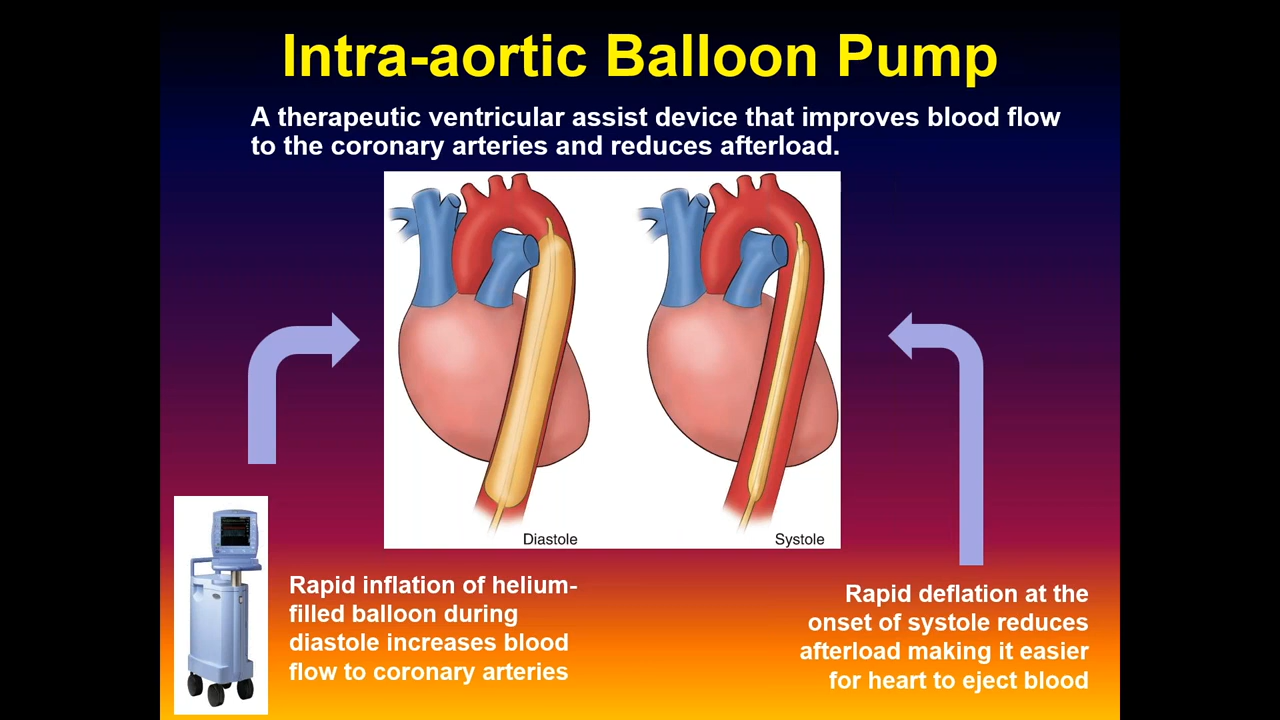 Intra-aortic Balloon Pump
A therapeutic ventricular assist device that improves blood flow
to the coronary arteries and reduces afterload.
Diastole
Systole
Rapid inflation of helium-
filled balloon during
diastole increases blood
flow to coronary arteries
Rapid deflation at the
onset of systole reduces
afterload making it easier
for heart to eject blood